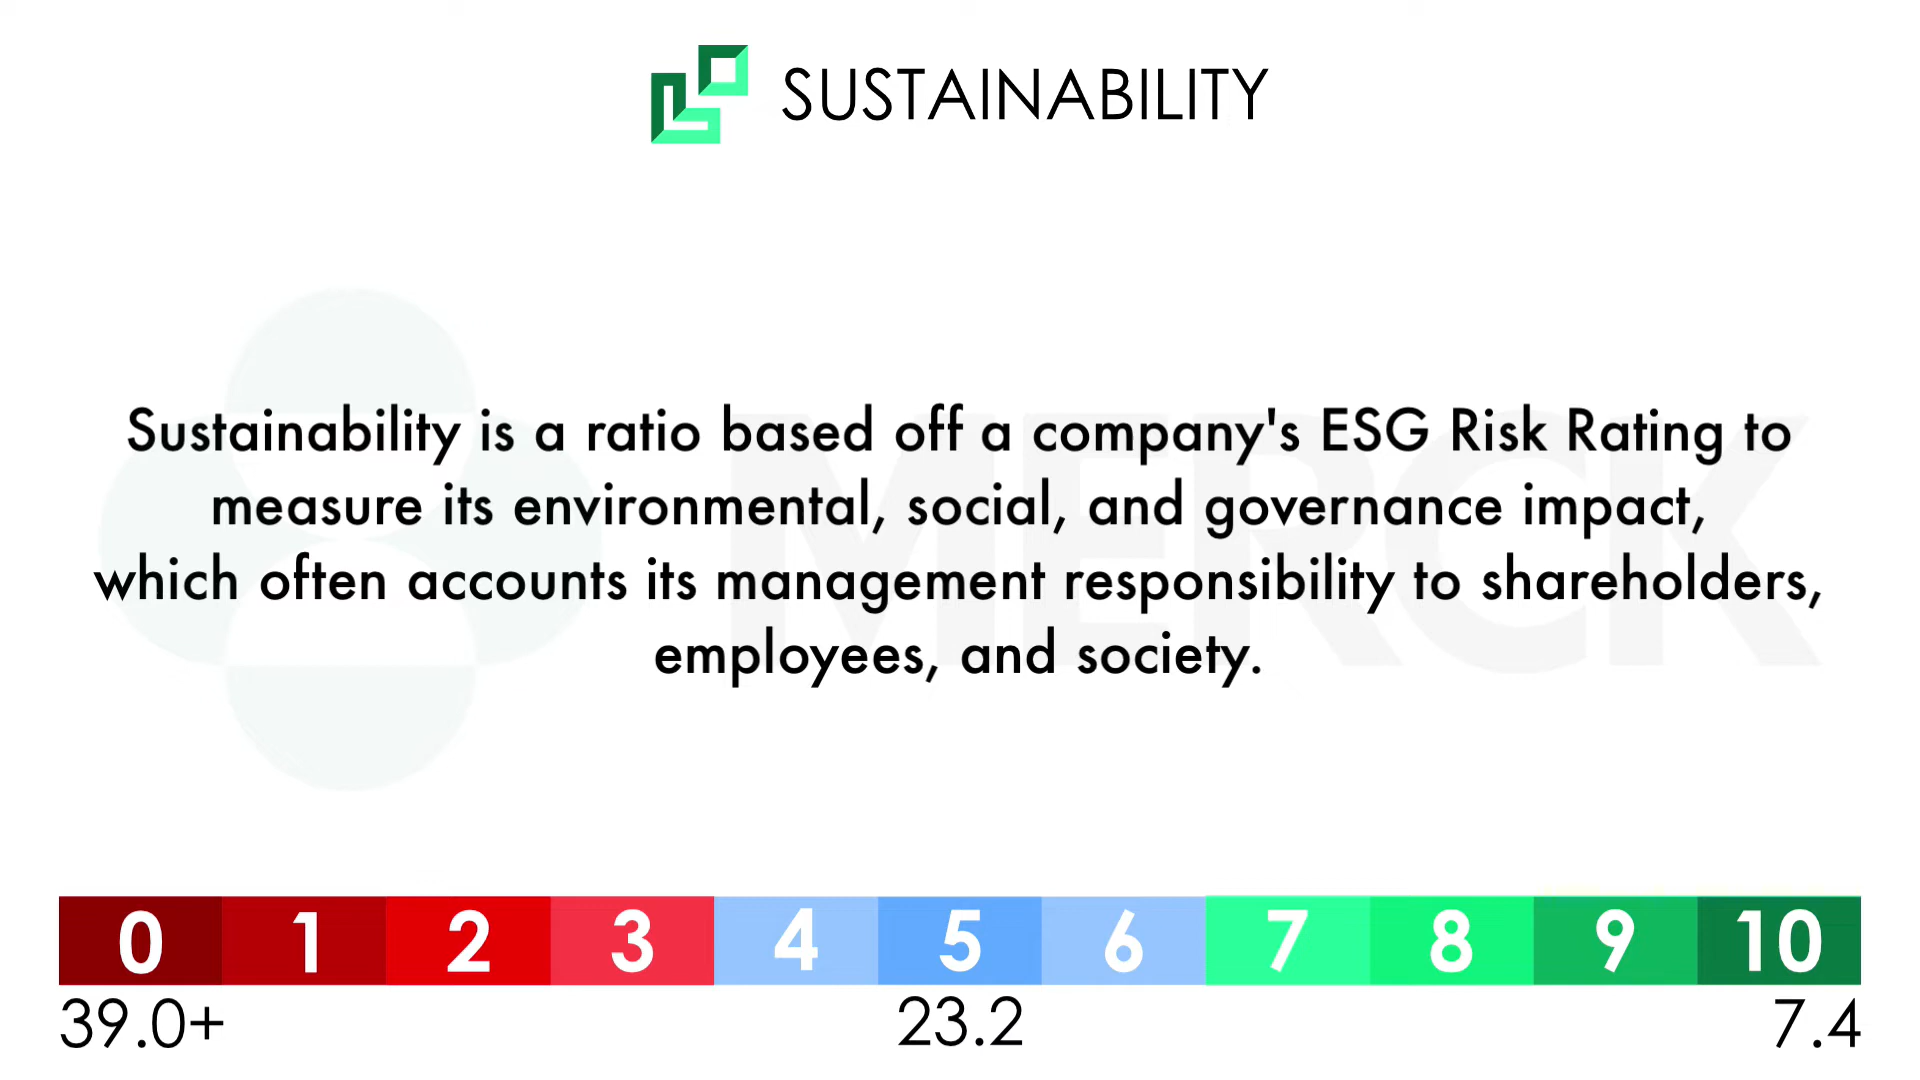 SUSTAINABILITY
MERCK
Sustainability is a ratio based off a company's ESG Risk Rating to
measure its environmental, social, and governance impact,
which often accounts its management responsibility to shareholders,
employees, and society.
0 1 2 3 4 5 6 7 8 9 10
39.0+ 23.2 7.4